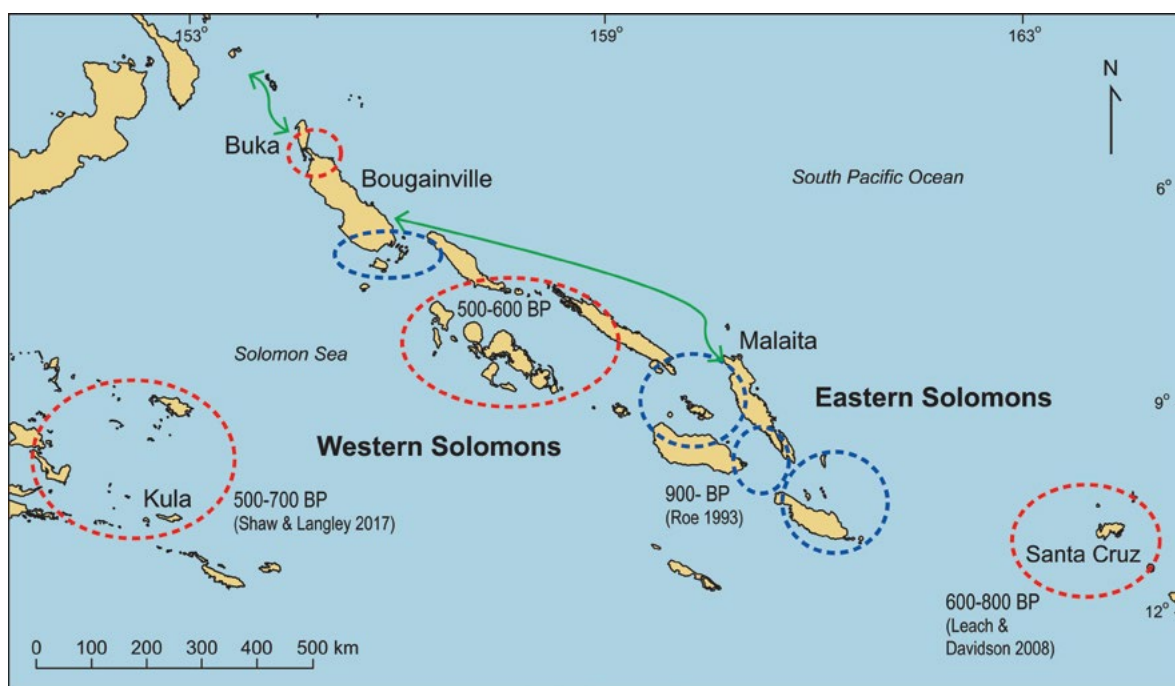 153°
159°
163°
N
Buka
Bougainville
South Pacific Ocean
6°
500-600 BP
Solomon Sea
Malaita
9°
Eastern Solomons
Western Solomons
Kula
500-700 BP
(Shaw & Langley 2017)
900- BP
(Roe 1993)
Santa Cruz
600-800 BP
(Leach &
Davidson 2008)
12°
0 100 200 300 400 500 km